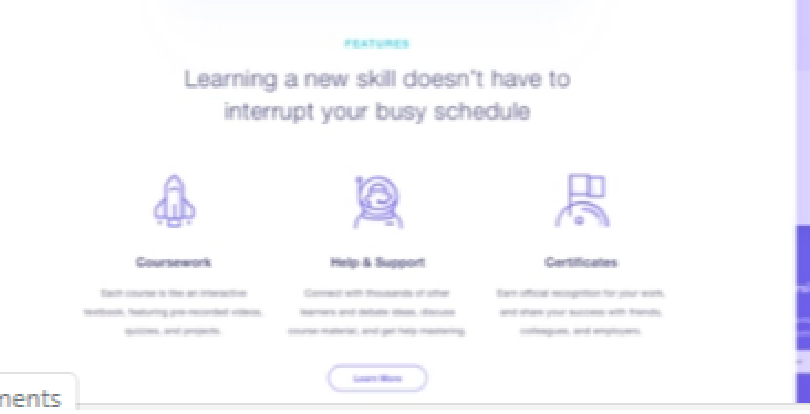 FEATURES
Learning a new skill doesn't have to
interrupt your busy schedule
Coursework
Help & Support
Certificates
Each course is like an interactive
textbook, featuring pre-recorded videos,
quizzes, and projects.
Connect with thousands of other
learners and debate ideas, discuss
course material, and get help mastering
Earn official recognition for your work,
and share your success with friends,
colleagues, and employers.
Learn More
ments